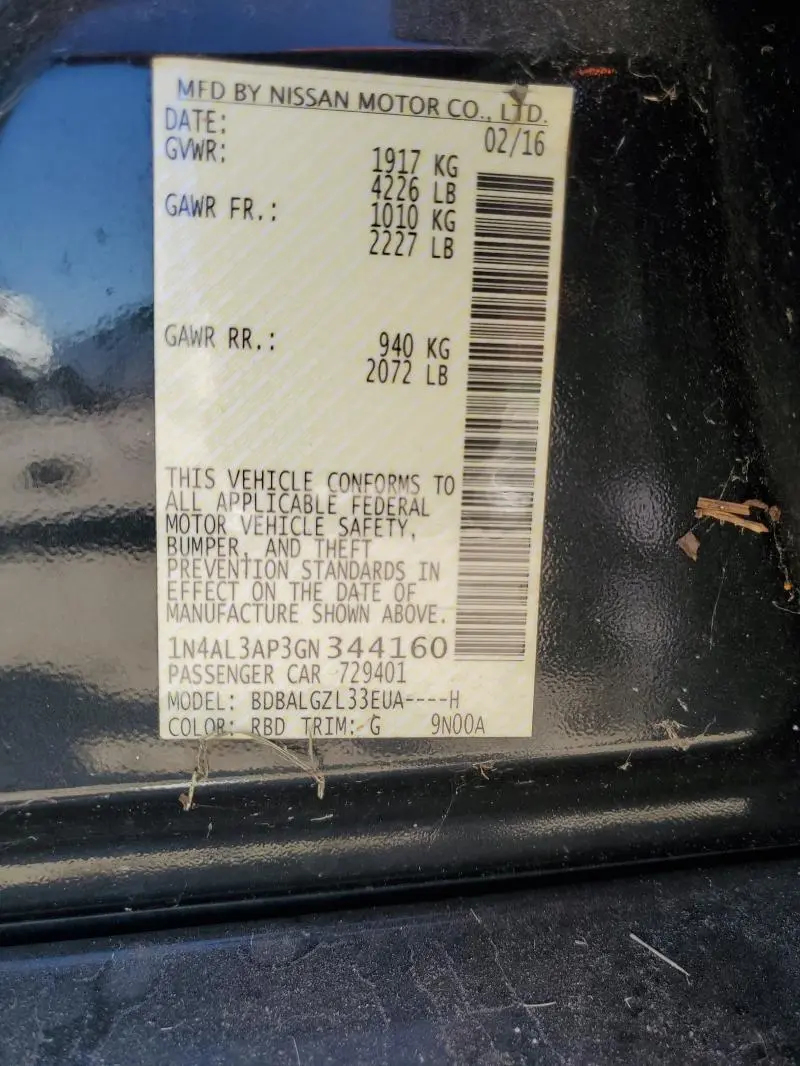 MFD BY NISSAN MOTOR CO., LTD.
DATE: 02/16
GVWR: 1917 KG
4226 LB
GAWR FR.: 1010 KG
2227 LB
GAWR RR.: 940 KG
2072 LB
THIS VEHICLE CONFORMS TO
ALL APPLICABLE FEDERAL
MOTOR VEHICLE SAFETY,
BUMPER, AND THEFT
PREVENTION STANDARDS IN
EFFECT ON THE DATE OF
MANUFACTURE SHOWN ABOVE.
1N4AL3AP3GN 344160
PASSENGER CAR 729401
MODEL: BDBALGZL33EUA----H
COLOR: RBD TRIM: G 9N00A